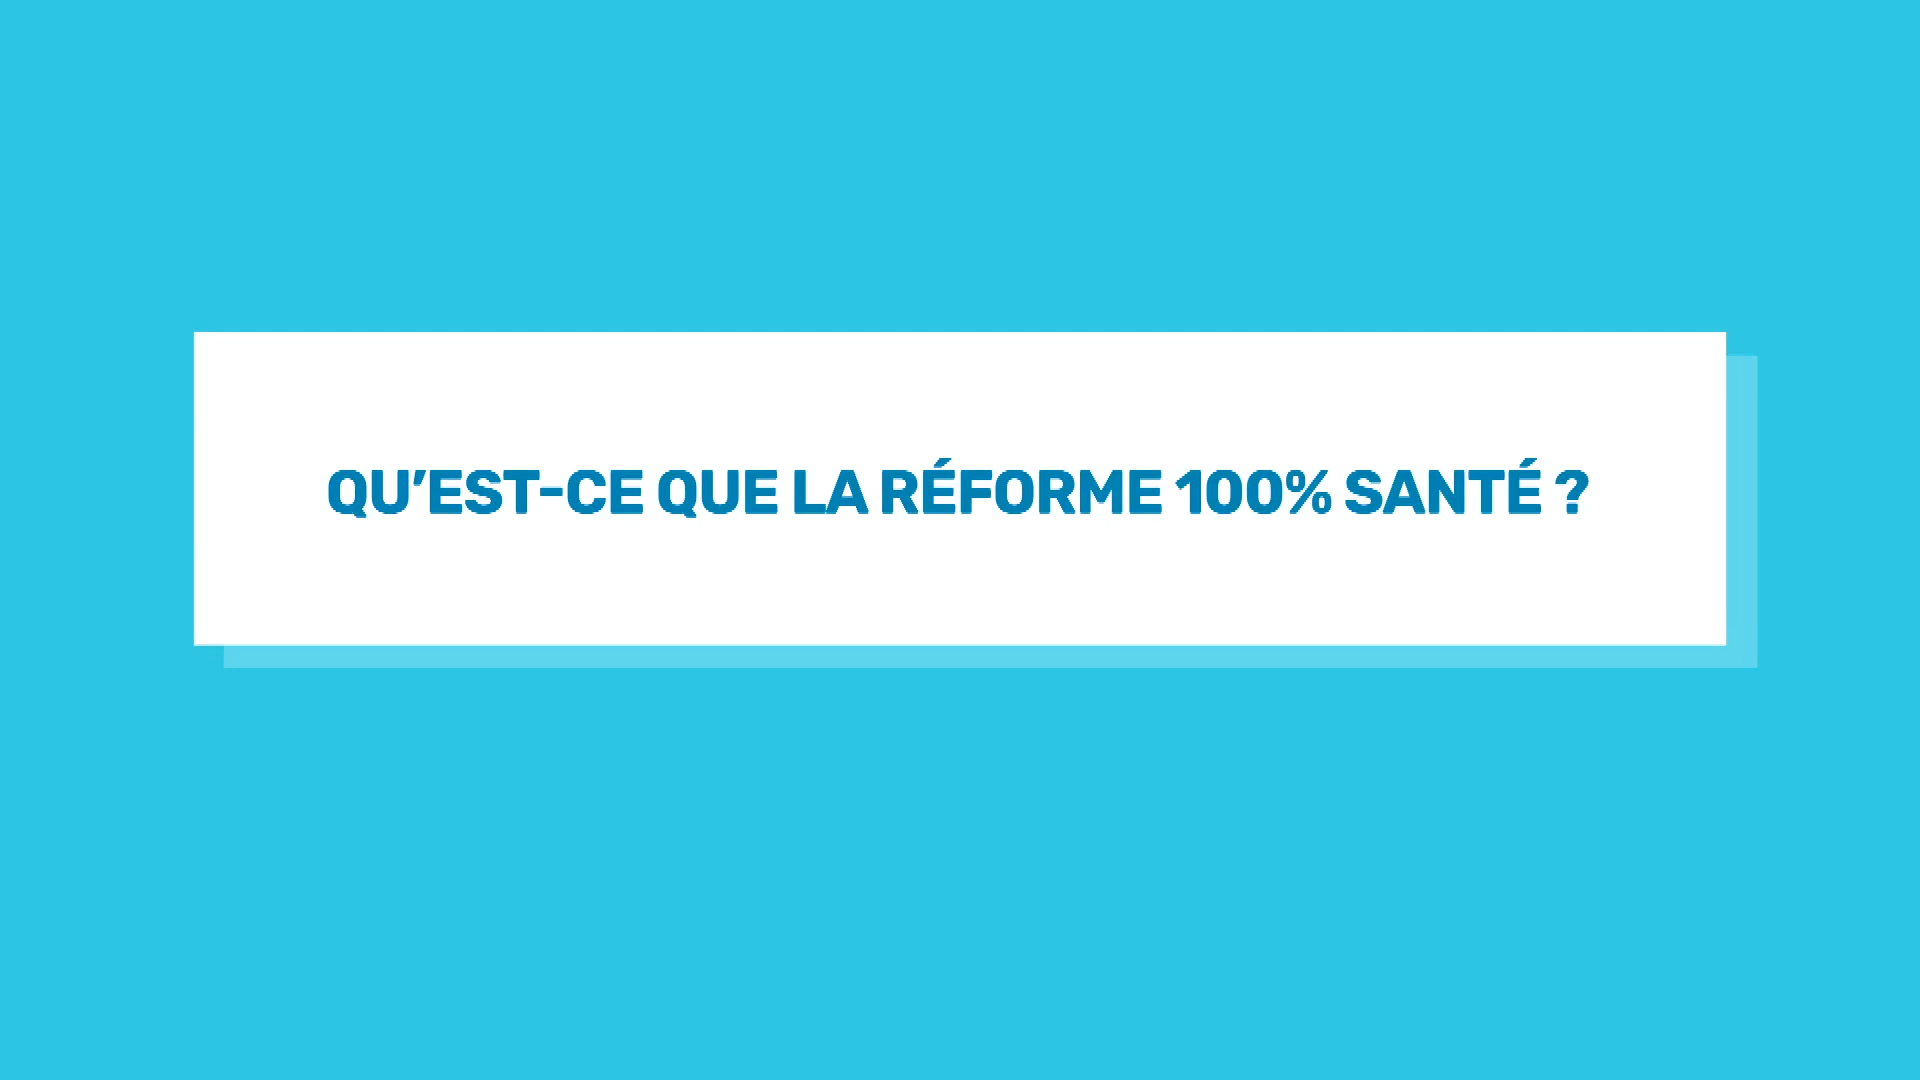 QU’EST-CE QUE LA RÉFORME 100% SANTÉ ?